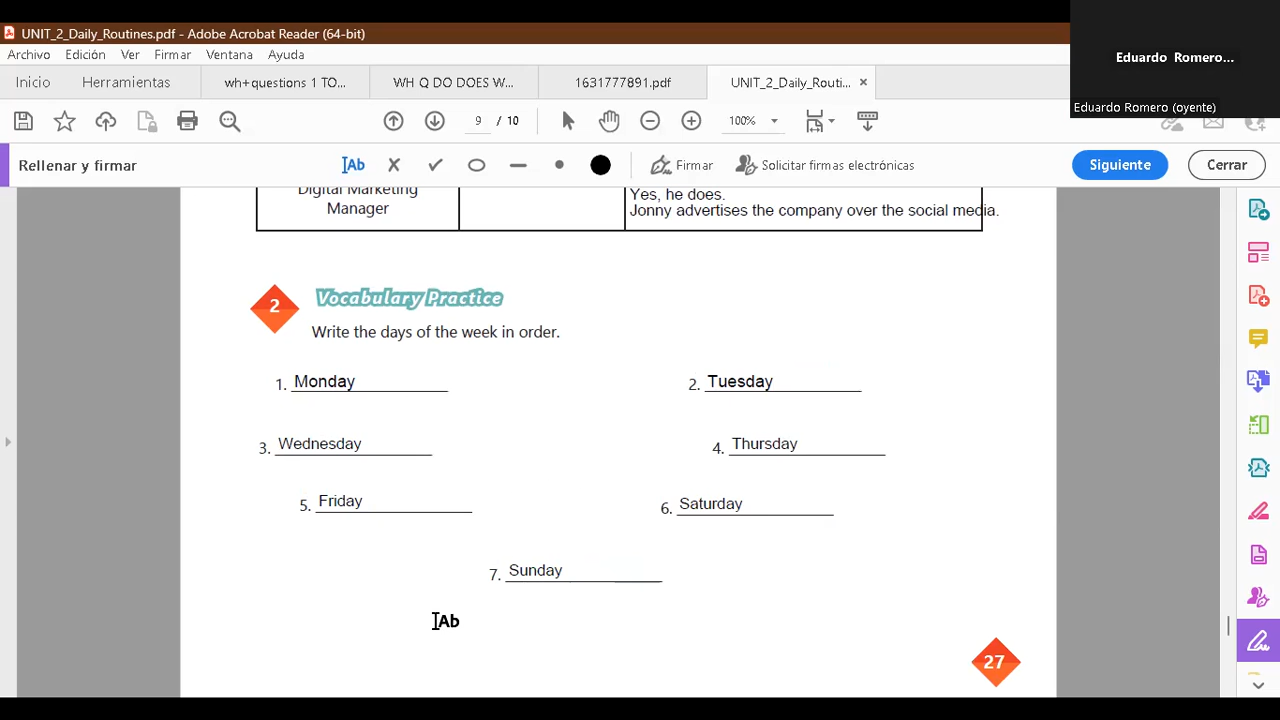 UNIT_2_Daily_Routines.pdf - Adobe Acrobat Reader (64-bit)
Eduardo Romero...
Eduardo Romero (oyente)
Archivo Edición Ver Firmar Ventana Ayuda
Inicio Herramientas wh+questions 1 TO... WH Q DO DOES W... 1631777891.pdf UNIT_2_Daily_Routi... ×
9 / 10 100%
Rellenar y firmar Ab Firmar Solicitar firmas electrónicas Siguiente Cerrar
Digital Marketing
Manager
Yes, he does.
Jonny advertises the company over the social media.
2 Vocabulary Practice
Write the days of the week in order.
1. Monday
2. Tuesday
3. Wednesday
4. Thursday
5. Friday
6. Saturday
7. Sunday
Ab
27